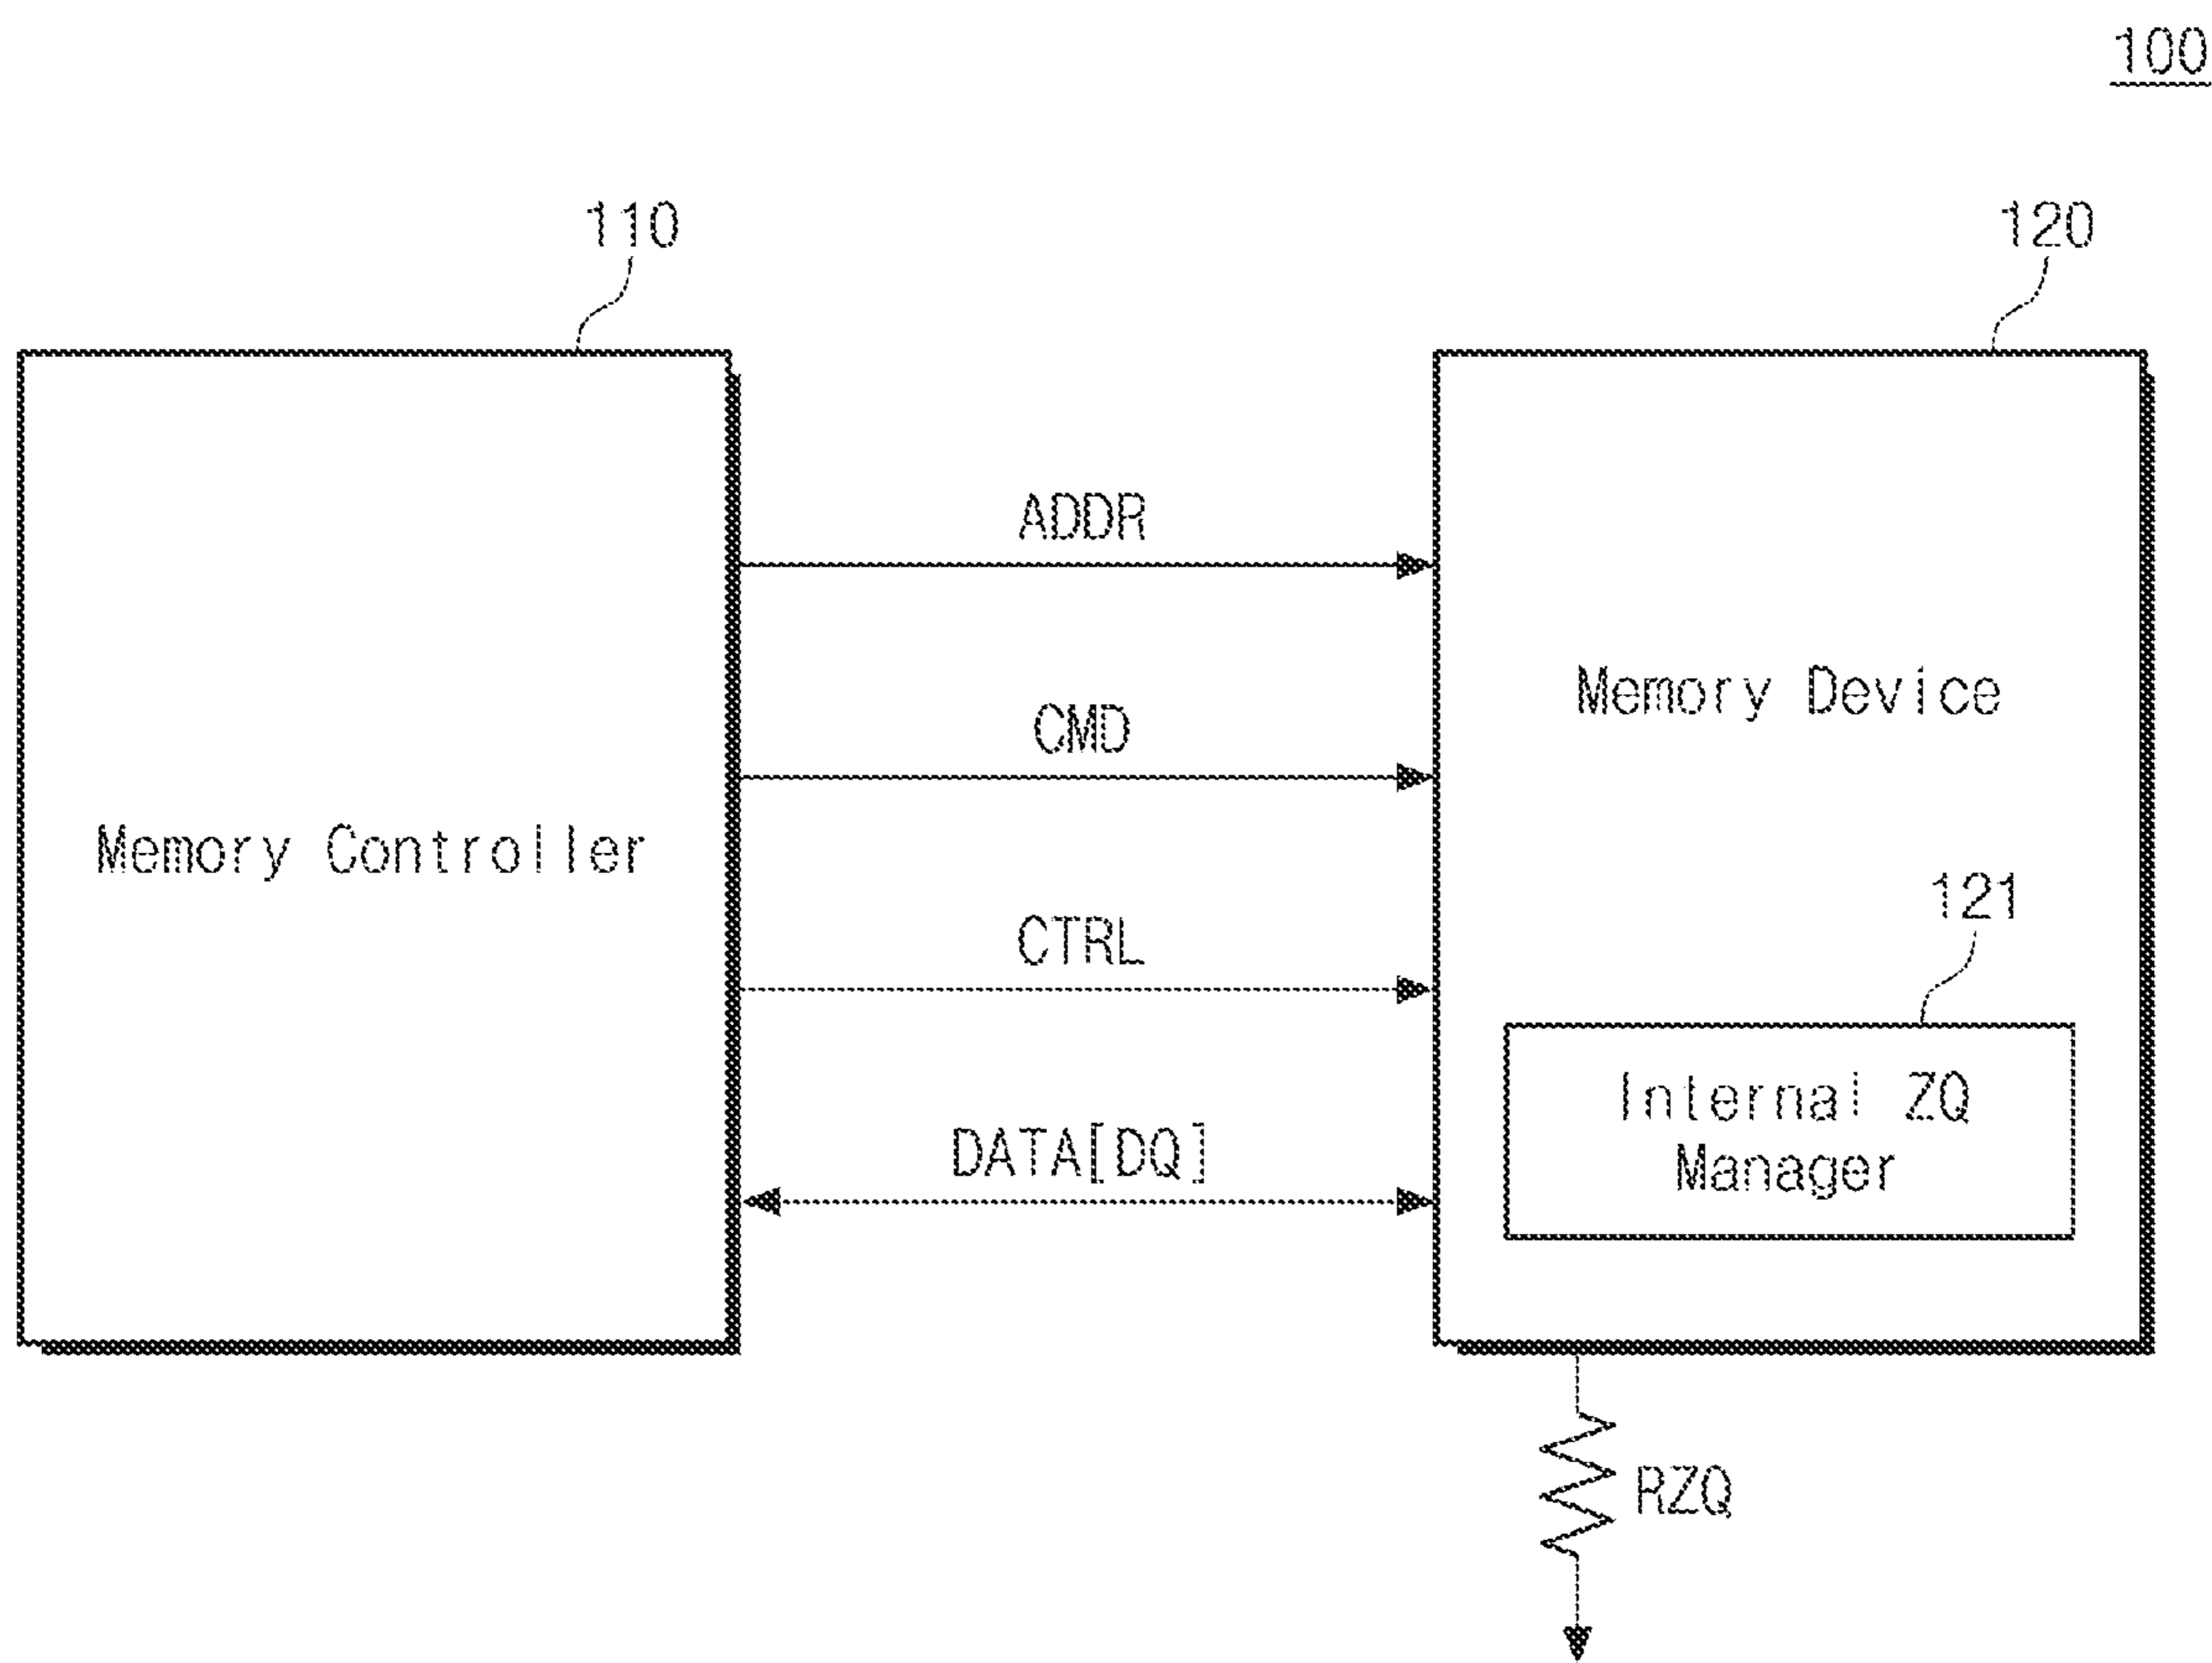 100
110
120
ADDR
CMD
CTRL
DATA[DQ]
Memory Controller
Memory Device
121
Internal ZQ
Manager
RZQ